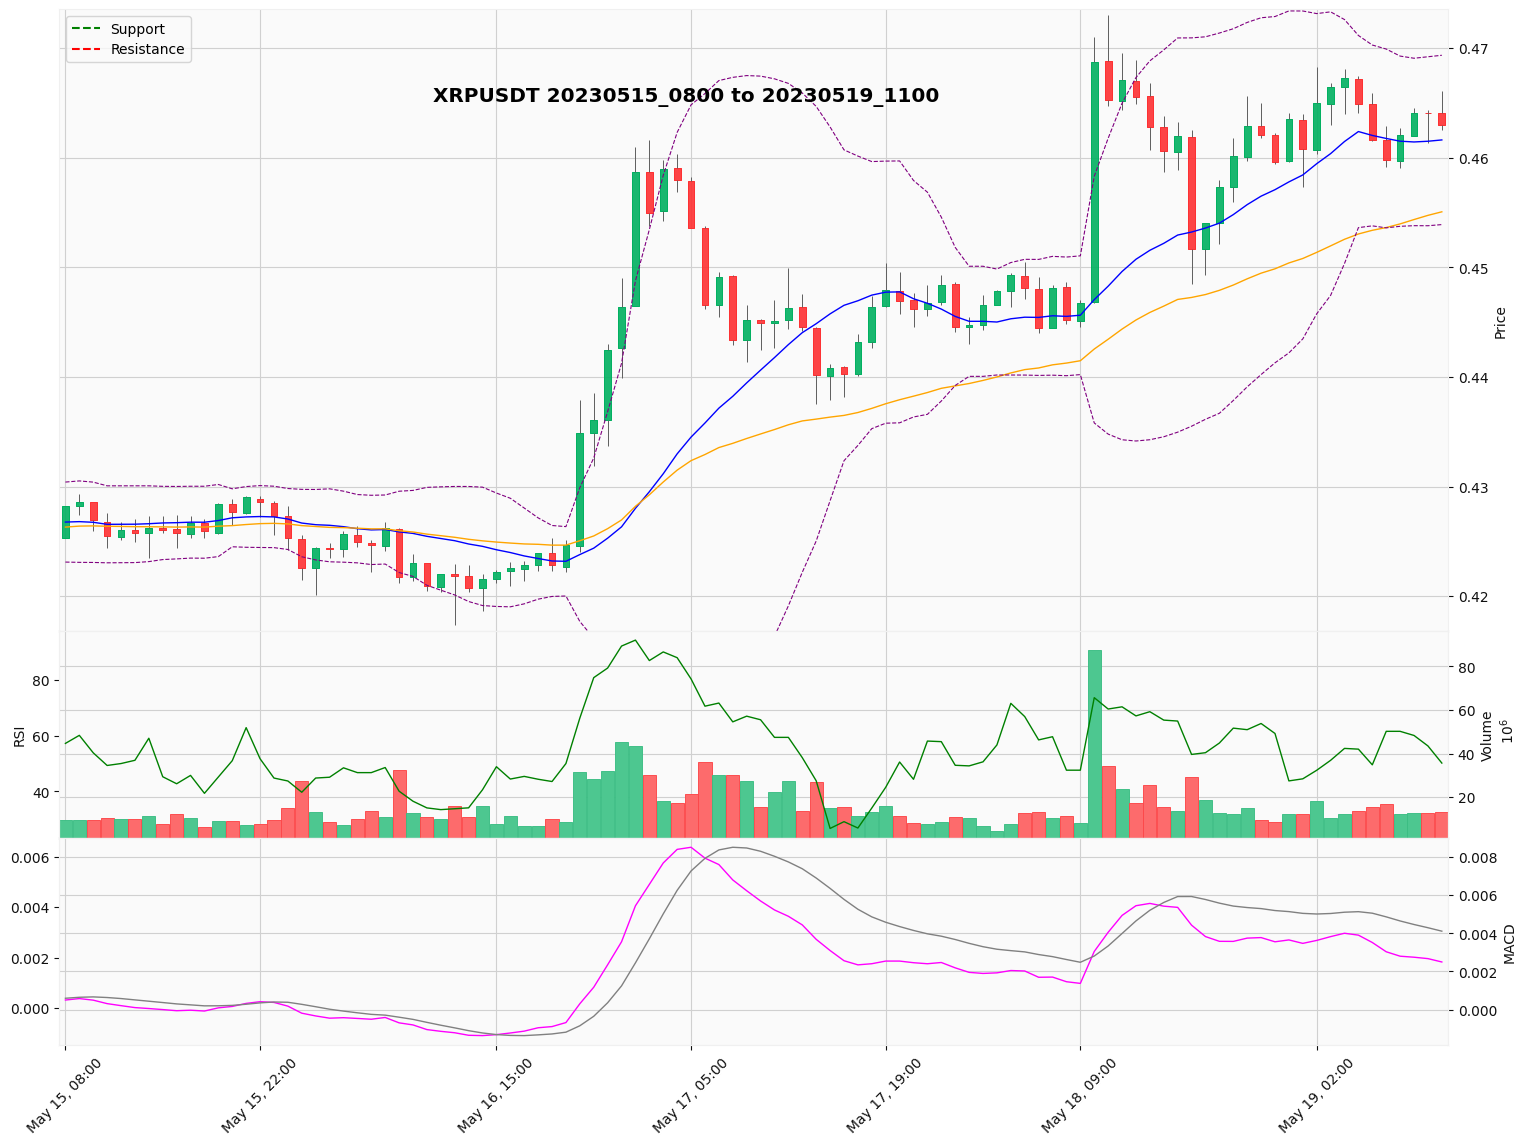 Support
Resistance
XRPUSDT 20230515_0800 to 20230519_1100
0.47
0.46
0.45
0.44
0.43
0.42
Price
80
60
40
RSI
80
60
40
20
Volume
10^6
0.006
0.004
0.002
0.000
0.008
0.006
0.004
0.002
0.000
MACD
May 15, 08:00
May 15, 22:00
May 16, 15:00
May 17, 05:00
May 17, 19:00
May 18, 09:00
May 19, 02:00